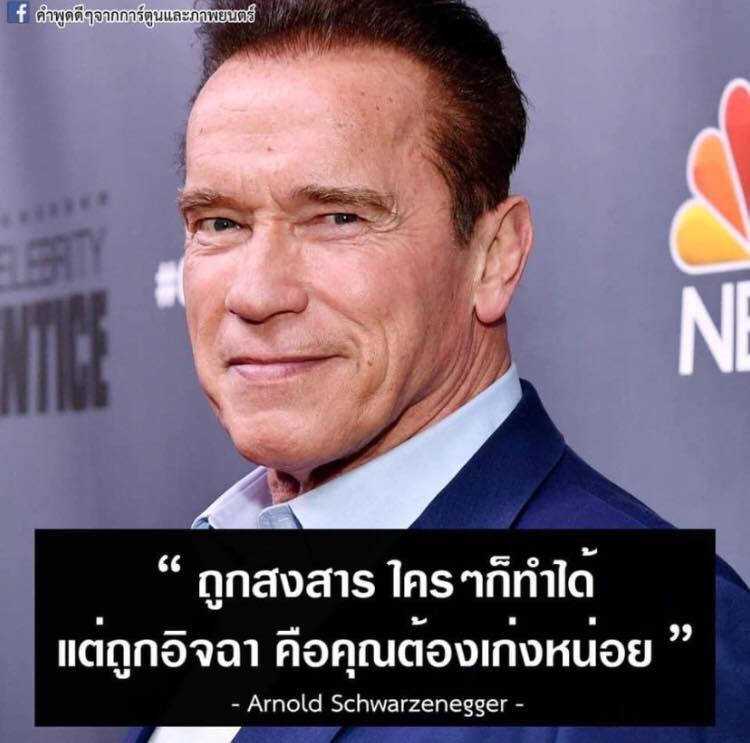 f คำพูดดีๆจากการ์ตูนและภาพยนตร์
NTICE
“ ถูกสงสาร ใครๆก็ทำได้
แต่ถูกอิจฉา คือคุณต้องเก่งหน่อย ”
- Arnold Schwarzenegger -